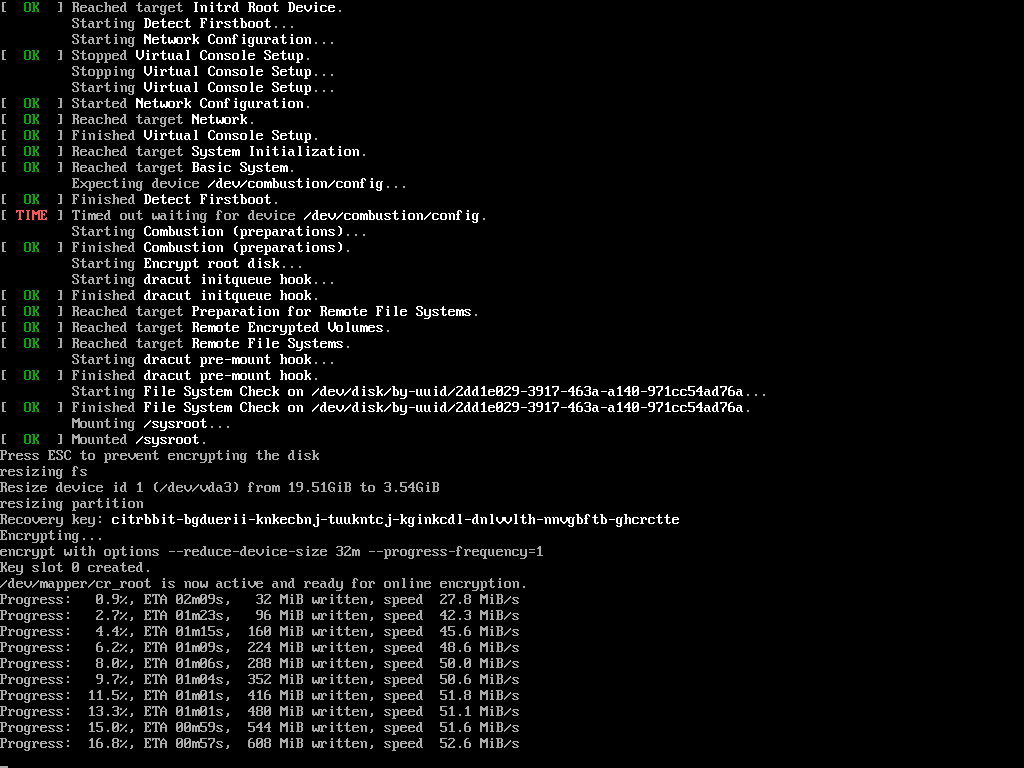 [  OK  ] Reached target Initrd Root Device.
         Starting Detect Firstboot...
         Starting Network Configuration...
[  OK  ] Stopped Virtual Console Setup.
         Stopping Virtual Console Setup...
         Starting Virtual Console Setup...
[  OK  ] Started Network Configuration.
[  OK  ] Reached target Network.
[  OK  ] Finished Virtual Console Setup.
[  OK  ] Reached target System Initialization.
[  OK  ] Reached target Basic System.
         Expecting device /dev/combustion/config...
[  OK  ] Finished Detect Firstboot.
[ TIME ] Timed out waiting for device /dev/combustion/config.
         Starting Combustion (preparations)...
[  OK  ] Finished Combustion (preparations).
         Starting Encrypt root disk...
         Starting dracut initqueue hook...
[  OK  ] Finished dracut initqueue hook.
[  OK  ] Reached target Preparation for Remote File Systems.
[  OK  ] Reached target Remote Encrypted Volumes.
[  OK  ] Reached target Remote File Systems.
         Starting dracut pre-mount hook...
[  OK  ] Finished dracut pre-mount hook.
         Starting File System Check on /dev/disk/by-uuid/2dd1e029-3917-463a-a140-971cc54ad76a...
[  OK  ] Finished File System Check on /dev/disk/by-uuid/2dd1e029-3917-463a-a140-971cc54ad76a.
         Mounting /sysroot...
[  OK  ] Mounted /sysroot.
Press ESC to prevent encrypting the disk
resizing fs
Resize device id 1 (/dev/vda3) from 19.51GiB to 3.54GiB
resizing partition
Recovery key: citrbbit-bgduerii-knkecbnj-tuukntcj-kginkcdl-dnlvvlth-nnvgbftb-ghcrctte
Encrypting...
encrypt with options --reduce-device-size 32m --progress-frequency=1
Key slot 0 created.
/dev/mapper/cr_root is now active and ready for online encryption.
Progress:   0.9%, ETA 02m09s,   32 MiB written, speed  27.8 MiB/s
Progress:   2.7%, ETA 01m23s,   96 MiB written, speed  42.3 MiB/s
Progress:   4.4%, ETA 01m15s,  160 MiB written, speed  45.6 MiB/s
Progress:   6.2%, ETA 01m09s,  224 MiB written, speed  48.6 MiB/s
Progress:   8.0%, ETA 01m06s,  288 MiB written, speed  50.0 MiB/s
Progress:   9.7%, ETA 01m04s,  352 MiB written, speed  50.6 MiB/s
Progress:  11.5%, ETA 01m01s,  416 MiB written, speed  51.8 MiB/s
Progress:  13.3%, ETA 01m01s,  480 MiB written, speed  51.1 MiB/s
Progress:  15.0%, ETA 00m59s,  544 MiB written, speed  51.6 MiB/s
Progress:  16.8%, ETA 00m57s,  608 MiB written, speed  52.6 MiB/s